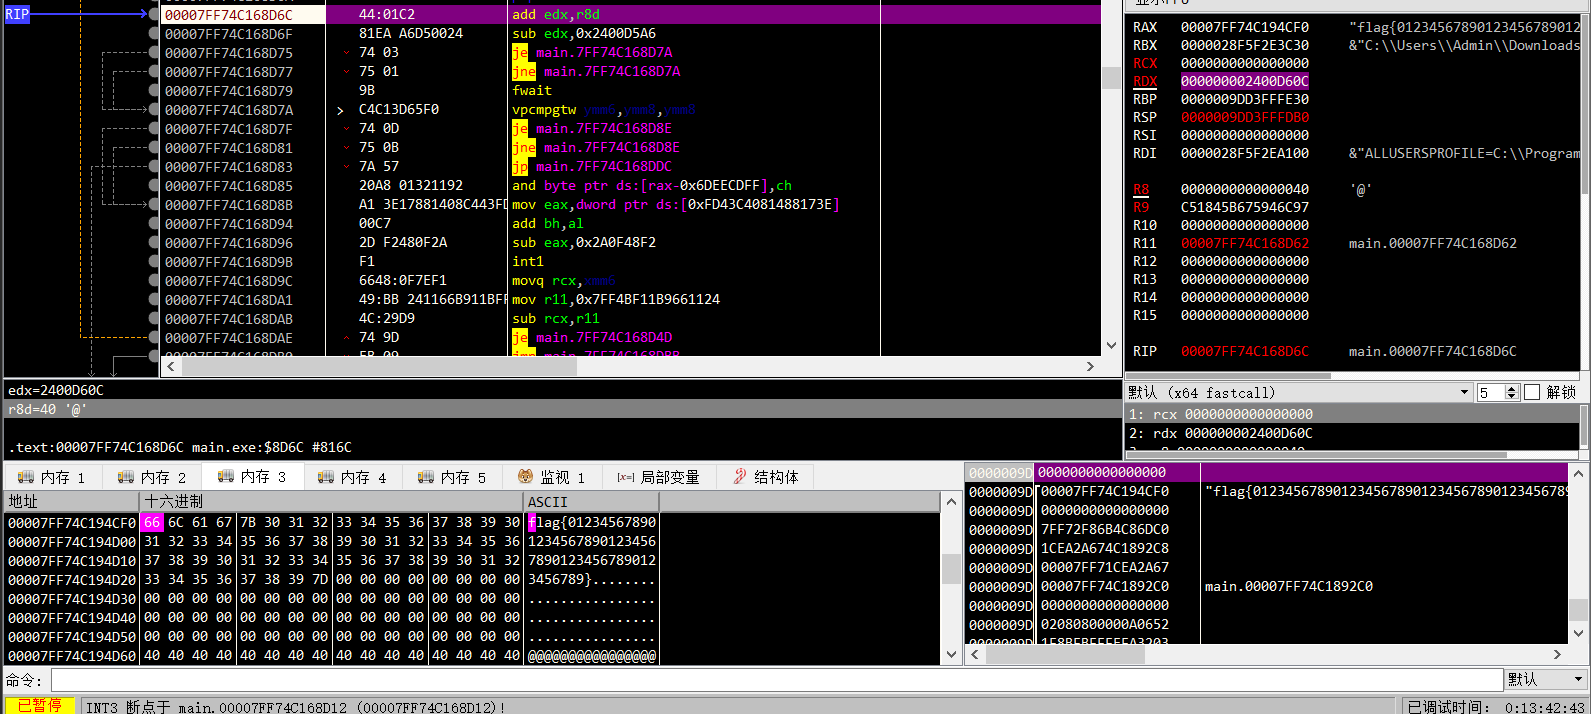 RIP
00007FF74C168D6C 44:01C2 add edx,r8d
00007FF74C168D6F 81EA A6D50024 sub edx,0x2400D5A6
00007FF74C168D75 74 03 je main.7FF74C168D7A
00007FF74C168D77 75 01 jne main.7FF74C168D7A
00007FF74C168D79 9B fwait
00007FF74C168D7A C4C13D65F0 vpcmpgtw ymm6,ymm8,ymm8
00007FF74C168D7F 74 0D je main.7FF74C168D8E
00007FF74C168D81 75 0B jne main.7FF74C168D8E
00007FF74C168D83 7A 57 jp main.7FF74C168DDC
00007FF74C168D85 20A8 01321192 and byte ptr ds:[rax-0x6DEECDFF],ch
00007FF74C168D8B A1 3E17881408C443FD mov eax,dword ptr ds:[0xFD43C4081488173E]
00007FF74C168D94 00C7 add bh,al
00007FF74C168D96 2D F2480F2A sub eax,0x2A0F48F2
00007FF74C168D9B F1 int1
00007FF74C168D9C 6648:0F7EF1 movq rcx,xmm6
00007FF74C168DA1 49:BB 241166B911BFF mov r11,0x7FF4BF11B9661124
00007FF74C168DAB 4C:29D9 sub rcx,r11
00007FF74C168DAE 74 9D je main.7FF74C168D4D
edx=2400D60C
r8d=40 '@'
.text:00007FF74C168D6C main.exe:$8D6C #816C
RAX 00007FF74C194CF0 "flag{01234567890123456789012
RBX 0000028F5F2E3C30 &"C:\\Users\\Admin\\Downloads
RCX 0000000000000000
RDX 000000002400D60C
RBP 0000009DD3FFFE30
RSP 0000009DD3FFFDB0
RSI 0000000000000000
RDI 0000028F5F2EA100 &"ALLUSERSPROFILE=C:\\Program
R8 0000000000000040 '@'
R9 C51845B675946C97
R10 0000000000000000
R11 00007FF74C168D62 main.00007FF74C168D62
R12 0000000000000000
R13 0000000000000000
R14 0000000000000000
R15 0000000000000000
RIP 00007FF74C168D6C main.00007FF74C168D6C
默认 (x64 fastcall) 5 解锁
1: rcx 0000000000000000
2: rdx 000000002400D60C
内存 1 内存 2 内存 3 内存 4 内存 5 监视 1 [x=] 局部变量 结构体
地址 十六进制 ASCII
00007FF74C194CF0 66 6C 61 67 7B 30 31 32 33 34 35 36 37 38 39 30 flag{01234567890
00007FF74C194D00 31 32 33 34 35 36 37 38 39 30 31 32 33 34 35 36 1234567890123456
00007FF74C194D10 37 38 39 30 31 32 33 34 35 36 37 38 39 30 31 32 7890123456789012
00007FF74C194D20 33 34 35 36 37 38 39 7D 00 00 00 00 00 00 00 00 3456789}........
00007FF74C194D30 00 00 00 00 00 00 00 00 00 00 00 00 00 00 00 00 ................
00007FF74C194D40 00 00 00 00 00 00 00 00 00 00 00 00 00 00 00 00 ................
00007FF74C194D50 00 00 00 00 00 00 00 00 00 00 00 00 00 00 00 00 ................
00007FF74C194D60 40 40 40 40 40 40 40 40 40 40 40 40 40 40 40 40 @@@@@@@@@@@@@@@@
0000009D 0000000000000000
0000009D 00007FF74C194CF0 "flag{012345678901234567890123456789012345678
0000009D 0000000000000000
0000009D 7FF72F86B4C86DC0
0000009D 1CEA2A674C1892C8
0000009D 00007FF71CEA2A67
0000009D 00007FF74C1892C0 main.00007FF74C1892C0
0000009D 0000000000000000
0000009D 02080800000A0652
命令: 默认
已暂停 INT3 断点于 main.00007FF74C168D12 (00007FF74C168D12)! 已调试时间: 0:13:42:43